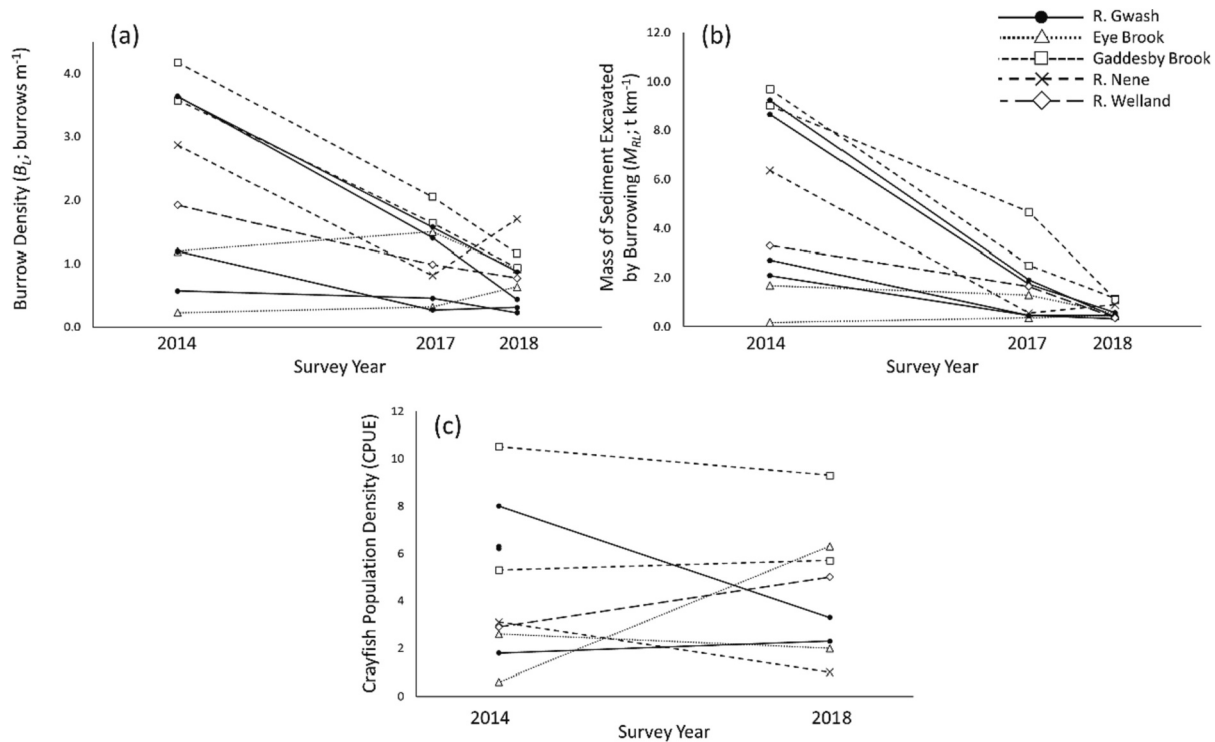 (a)
Burrow Density (B_L; burrows m⁻¹)
4.0
3.0
2.0
1.0
0.0
2014 2017 2018
Survey Year
(b)
Mass of Sediment Excavated
by Burrowing (M_RL; t km⁻¹)
12.0
10.0
8.0
6.0
4.0
2.0
0.0
2014 2017 2018
Survey Year
R. Gwash
Eye Brook
Gaddesby Brook
R. Nene
R. Welland
(c)
Crayfish Population Density (CPUE)
12
10
8
6
4
2
0
2014 2018
Survey Year